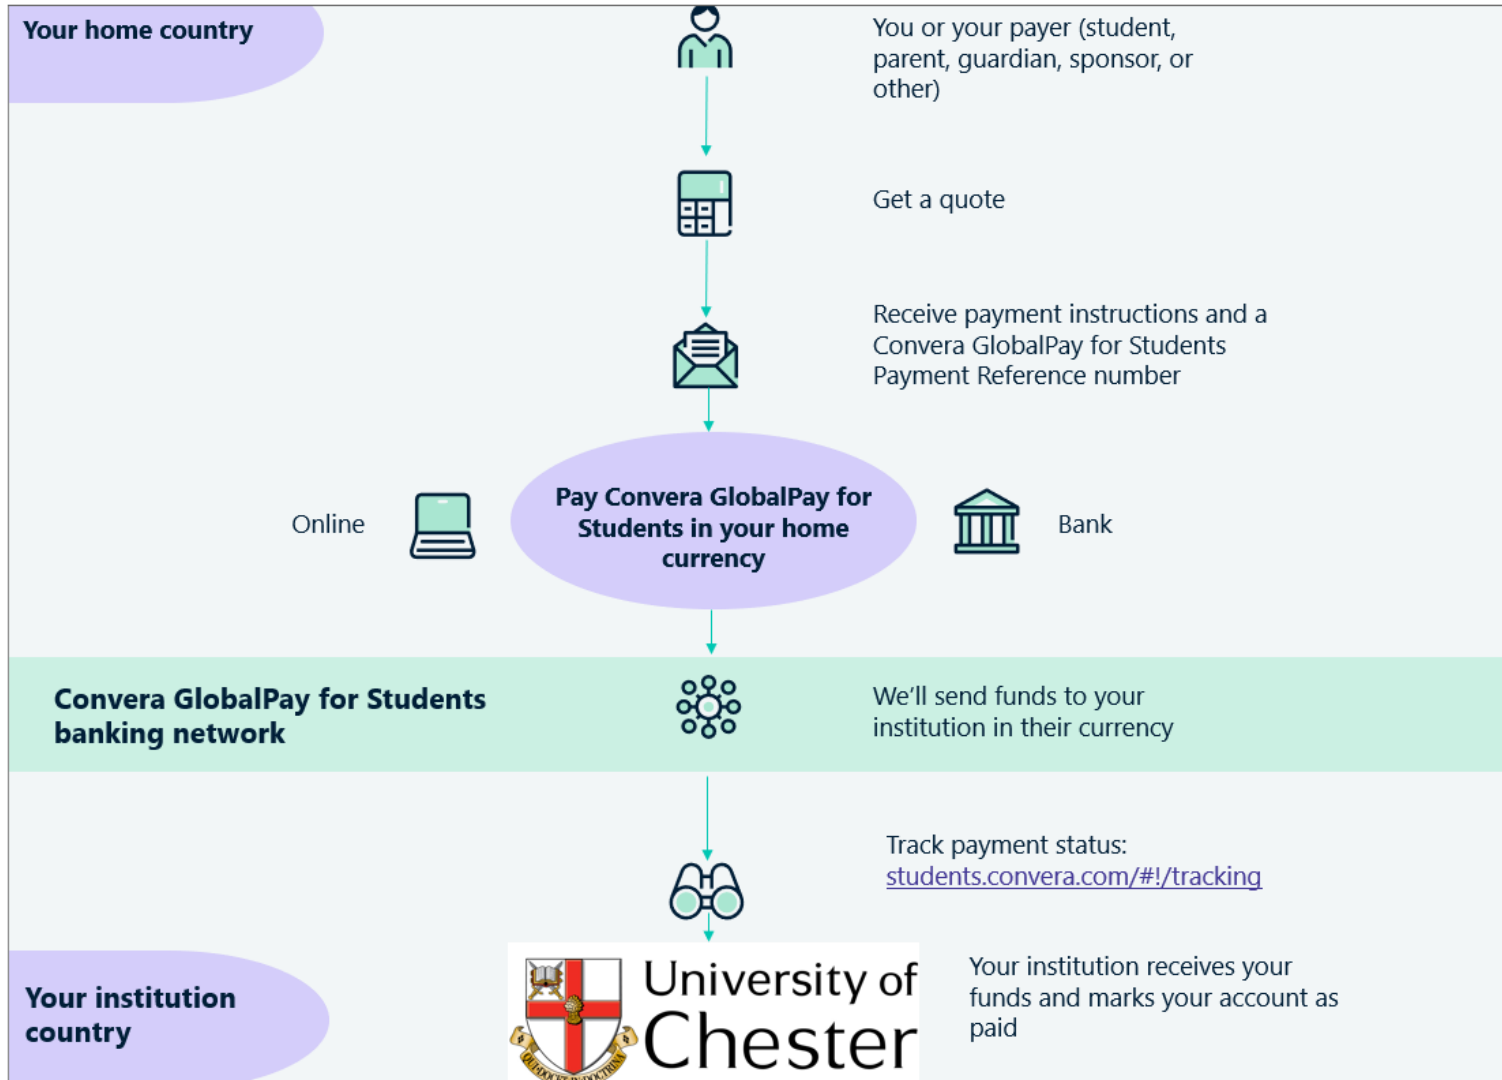 Your home country
You or your payer (student,
parent, guardian, sponsor, or
other)
Get a quote
Receive payment instructions and a
Convera GlobalPay for Students
Payment Reference number
Online
Pay Convera GlobalPay for
Students in your home
currency
Bank
Convera GlobalPay for Students
banking network
We'll send funds to your
institution in their currency
Track payment status:
students.convera.com/#!/tracking
Your institution
country
University of
Chester
QUI DOCET IN DOCTRINA
Your institution receives your
funds and marks your account as
paid